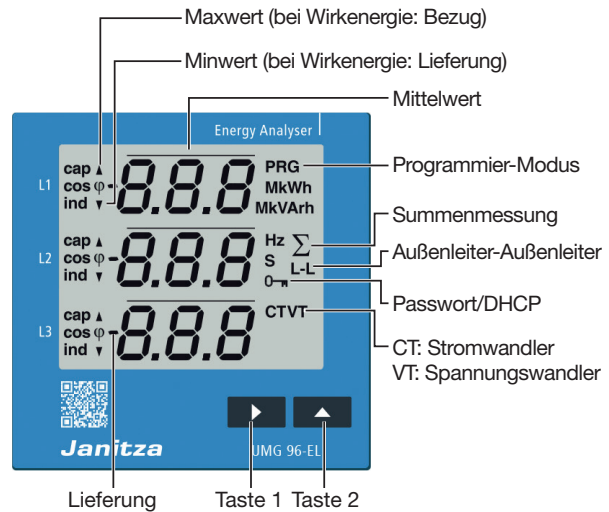 Maxwert (bei Wirkenergie: Bezug)
Minwert (bei Wirkenergie: Lieferung)
Mittelwert
Energy Analyser
L1
cap
cos φ
ind
8.8.8
PRG
MkWh
MkVArh
Programmier-Modus
Summenmessung
L2
cap
cos φ
ind
8.8.8
Hz Σ
S
L-L
Außenleiter-Außenleiter
Passwort/DHCP
L3
cap
cos φ
ind
8.8.8
CTVT
CT: Stromwandler
VT: Spannungswandler
Janitza
UMG 96-EL
Lieferung
Taste 1
Taste 2